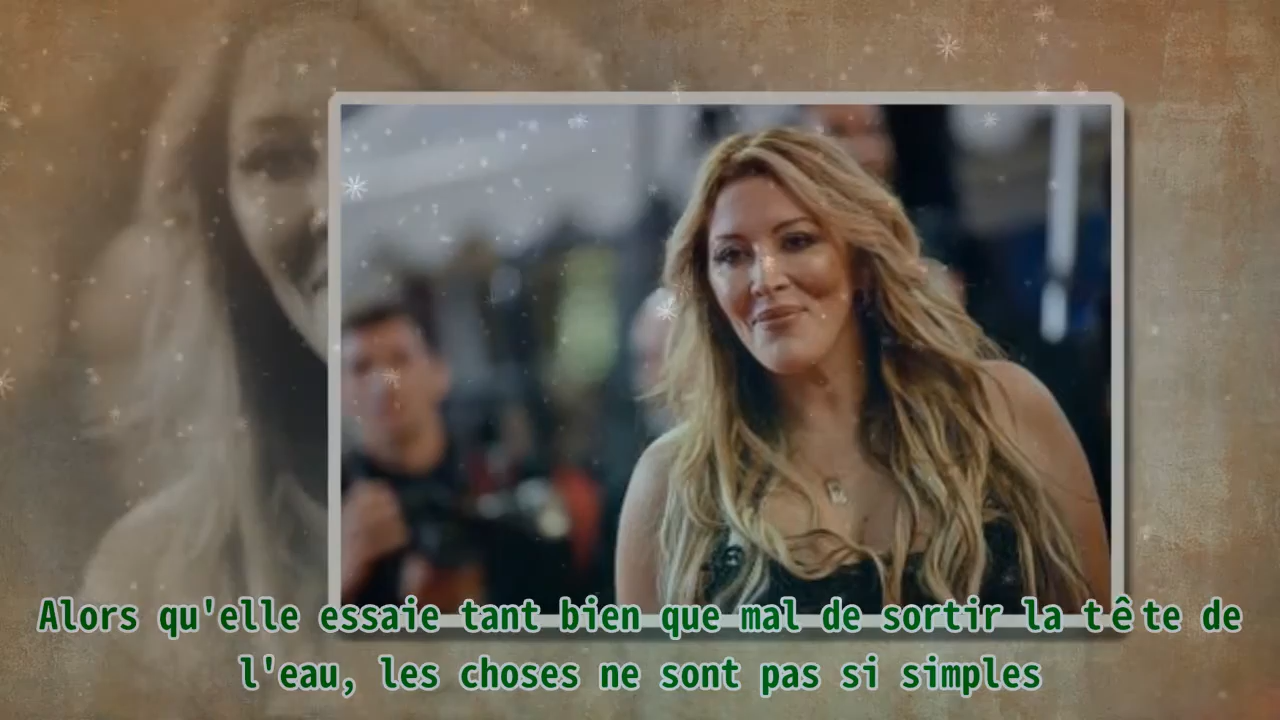 Alors qu'elle essaie tant bien que mal de sortir la tête de
l'eau, les choses ne sont pas si simples